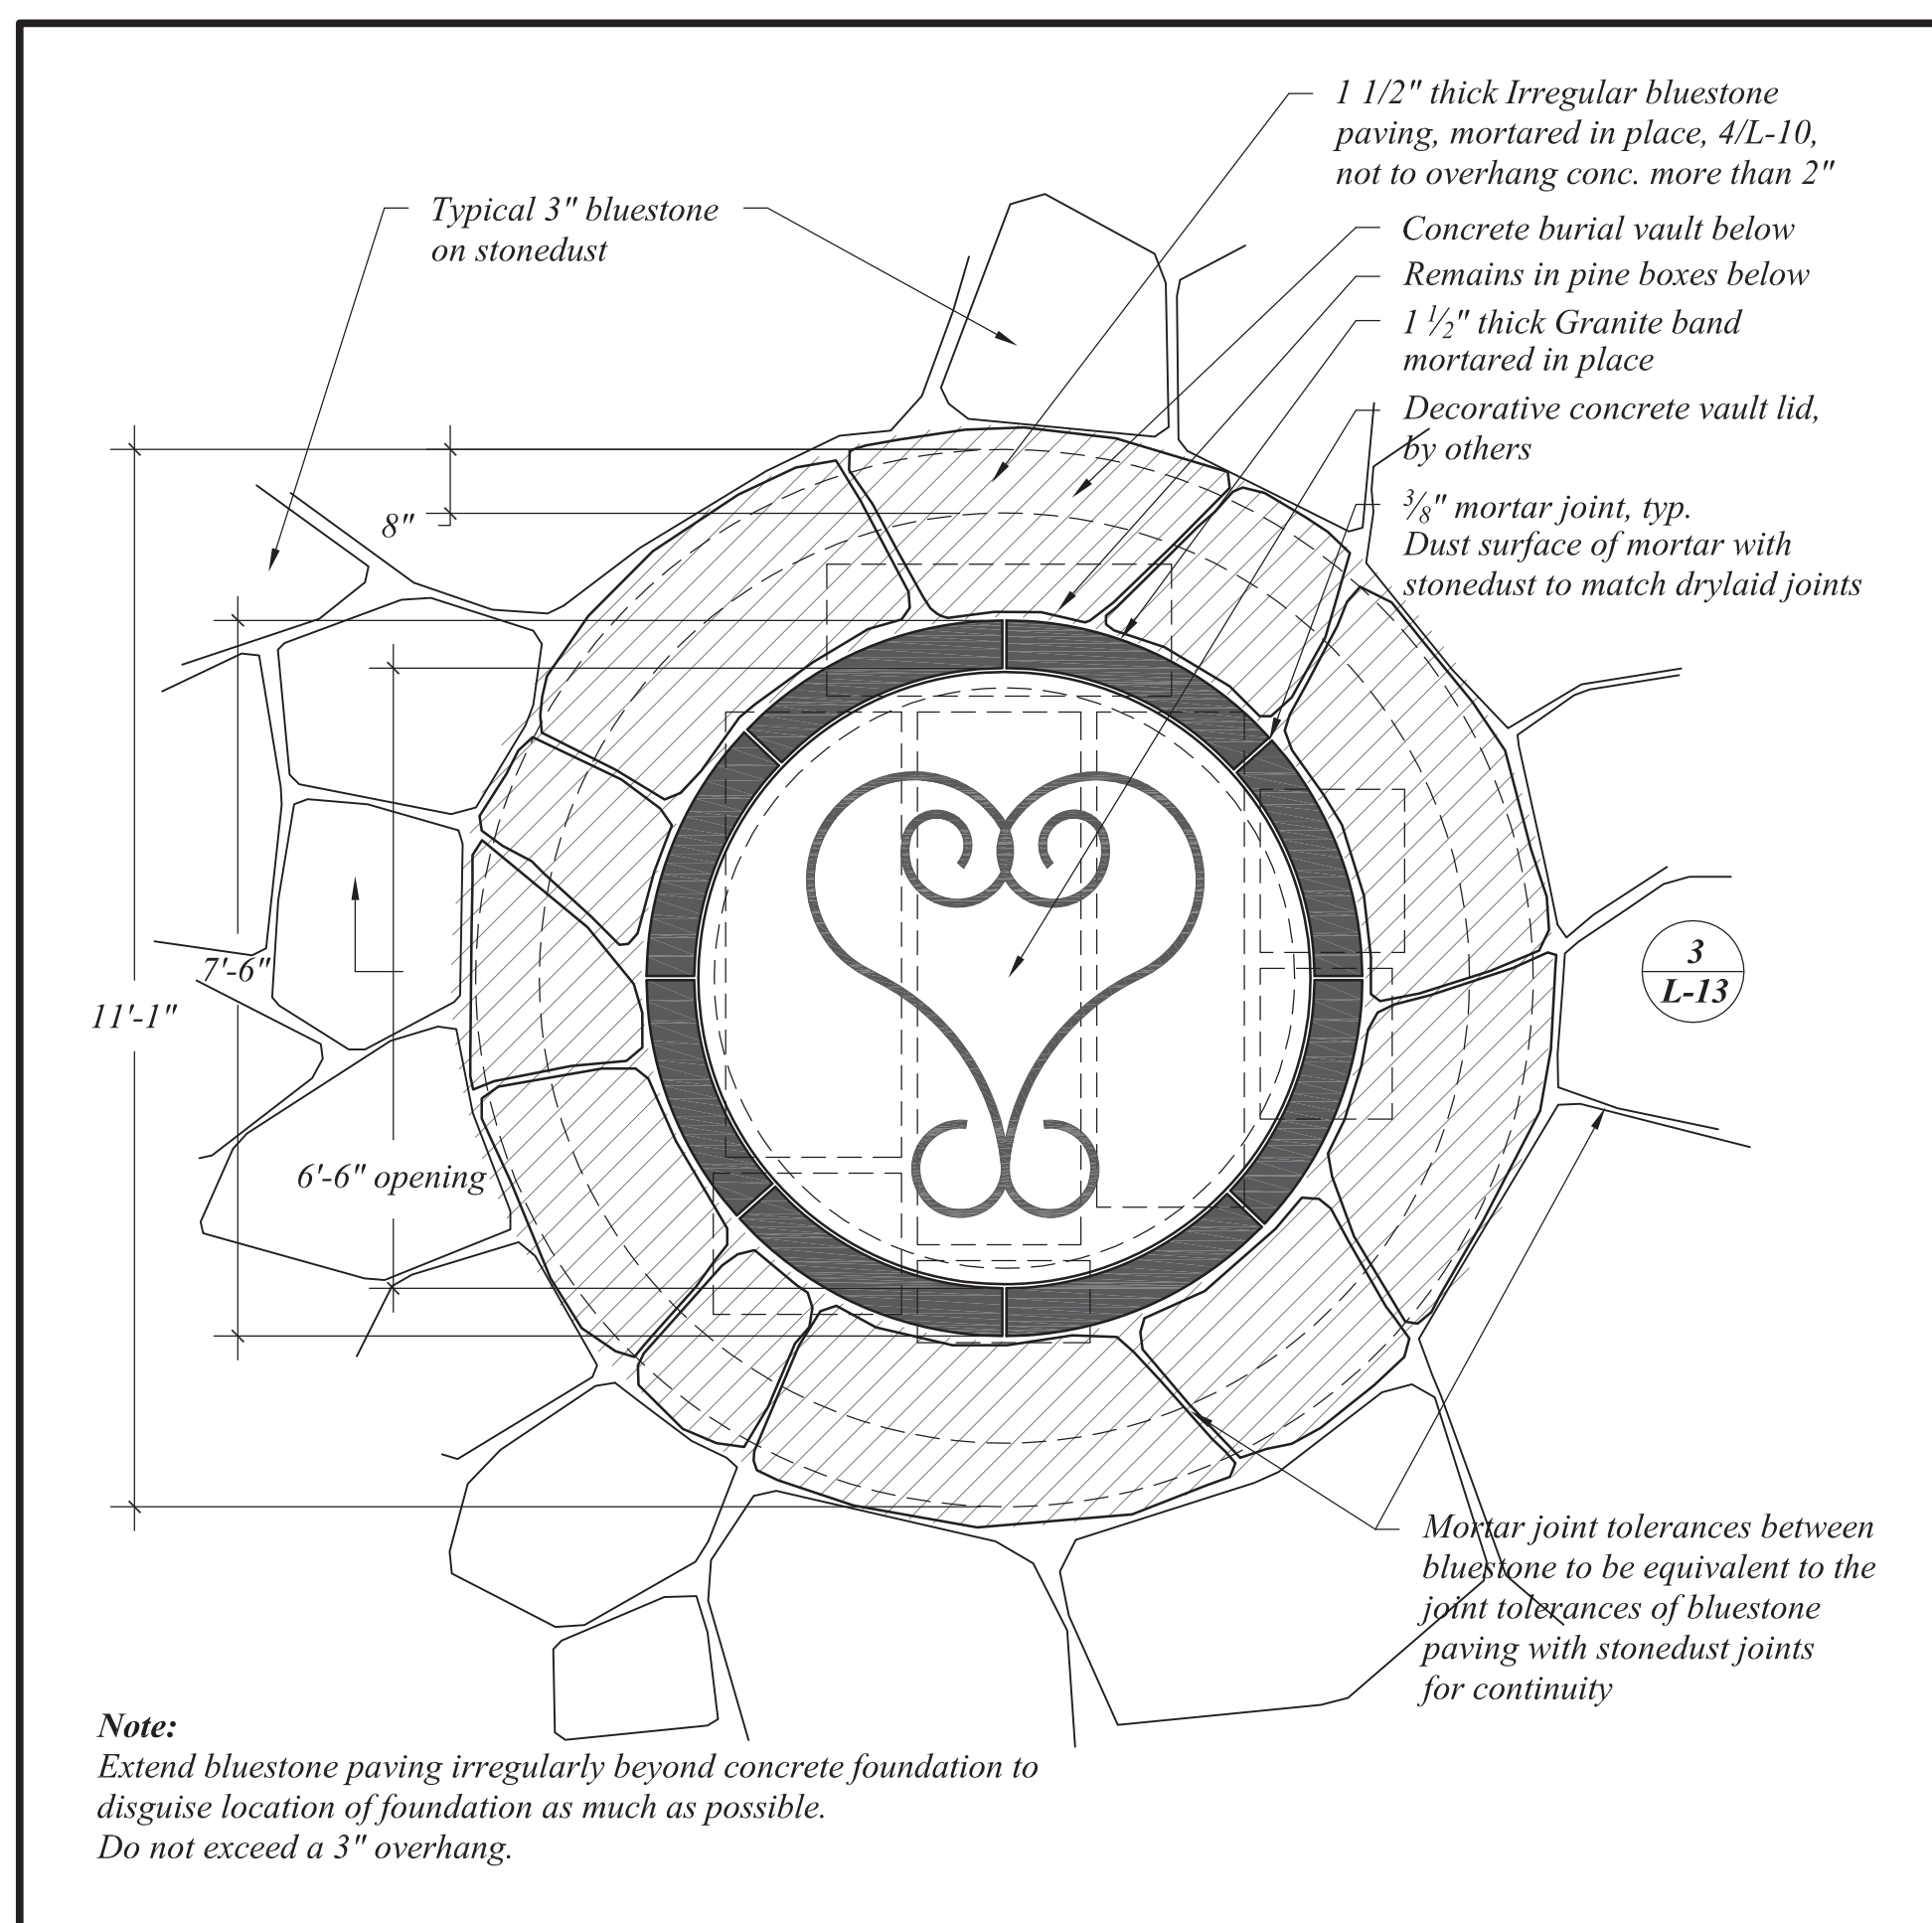 1 1/2" thick Irregular bluestone
paving, mortared in place, 4/L-10,
not to overhang conc. more than 2"
Typical 3" bluestone
on stonedust
Concrete burial vault below
Remains in pine boxes below
1 1/2" thick Granite band
mortared in place
Decorative concrete vault lid,
by others
3/8" mortar joint, typ.
Dust surface of mortar with
stonedust to match drylaid joints
8"
7'-6"
11'-1"
6'-6" opening
3
L-13
Mortar joint tolerances between
bluestone to be equivalent to the
joint tolerances of bluestone
paving with stonedust joints
for continuity
Note:
Extend bluestone paving irregularly beyond concrete foundation to
disguise location of foundation as much as possible.
Do not exceed a 3" overhang.